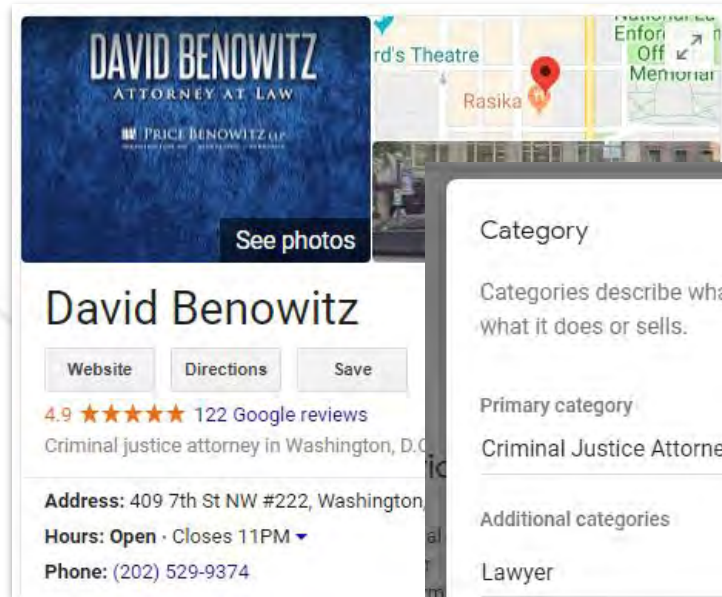 DAVID BENOWITZ
ATTORNEY AT LAW
PRICE BENOWITZ LLP
See photos
rd's Theatre
Rasika
Enfor
Off
Memorial
David Benowitz
Website Directions Save
4.9 ★★★★★ 122 Google reviews
Criminal justice attorney in Washington, D.C
Address: 409 7th St NW #222, Washington,
Hours: Open · Closes 11PM
Phone: (202) 529-9374
Category
Categories describe wha
what it does or sells.
Primary category
Criminal Justice Attorne
Additional categories
Lawyer